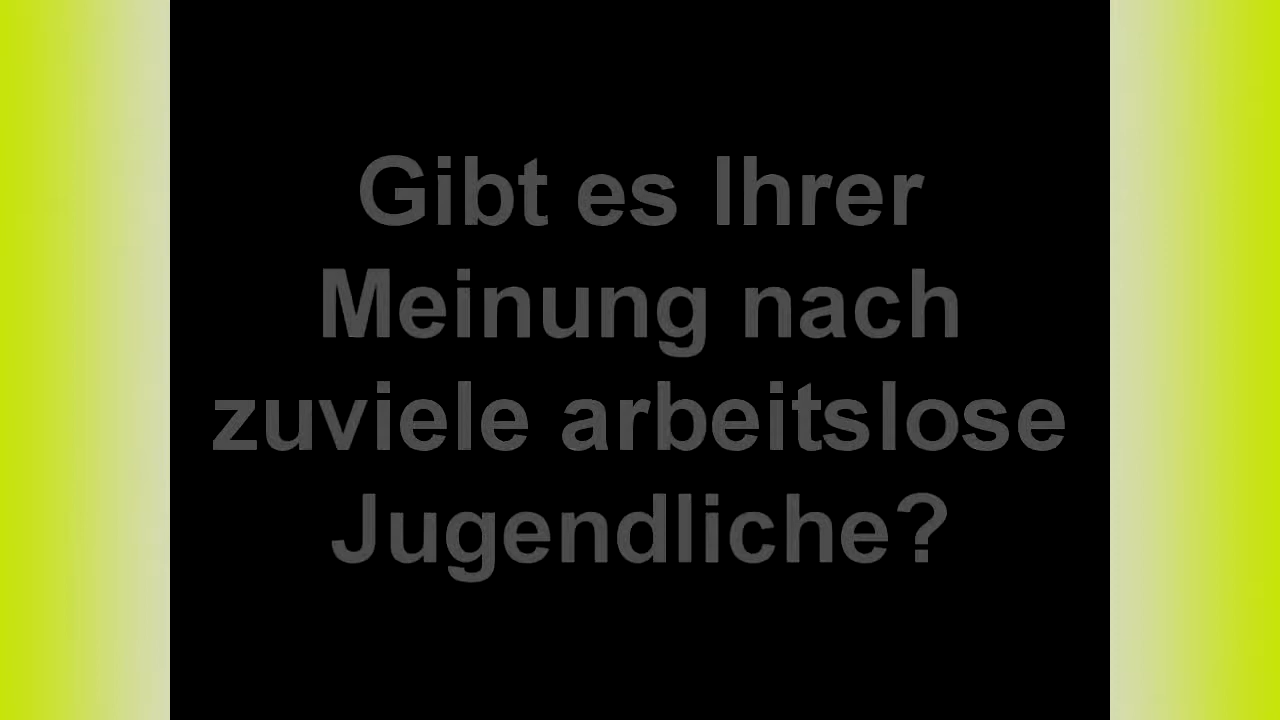 Gibt es Ihrer
Meinung nach
zuviele arbeitslose
Jugendliche?